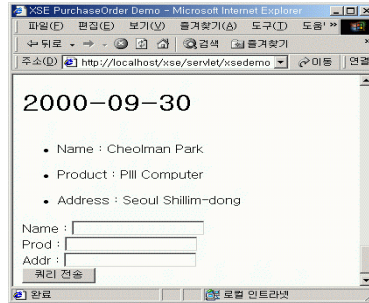 XSE PurchaseOrder Demo - Microsoft Internet Explorer
파일(F) 편집(E) 보기(V) 즐겨찾기(A) 도구(T) 도움 »
뒤로 검색 즐겨찾기
주소(D) http://localhost/xse/servlet/xsedemo 이동 연결
2000-09-30
• Name : Cheolman Park
• Product : PIII Computer
• Address : Seoul Shillim-dong
Name :
Prod :
Addr :
쿼리 전송
완료 로컬 인트라넷